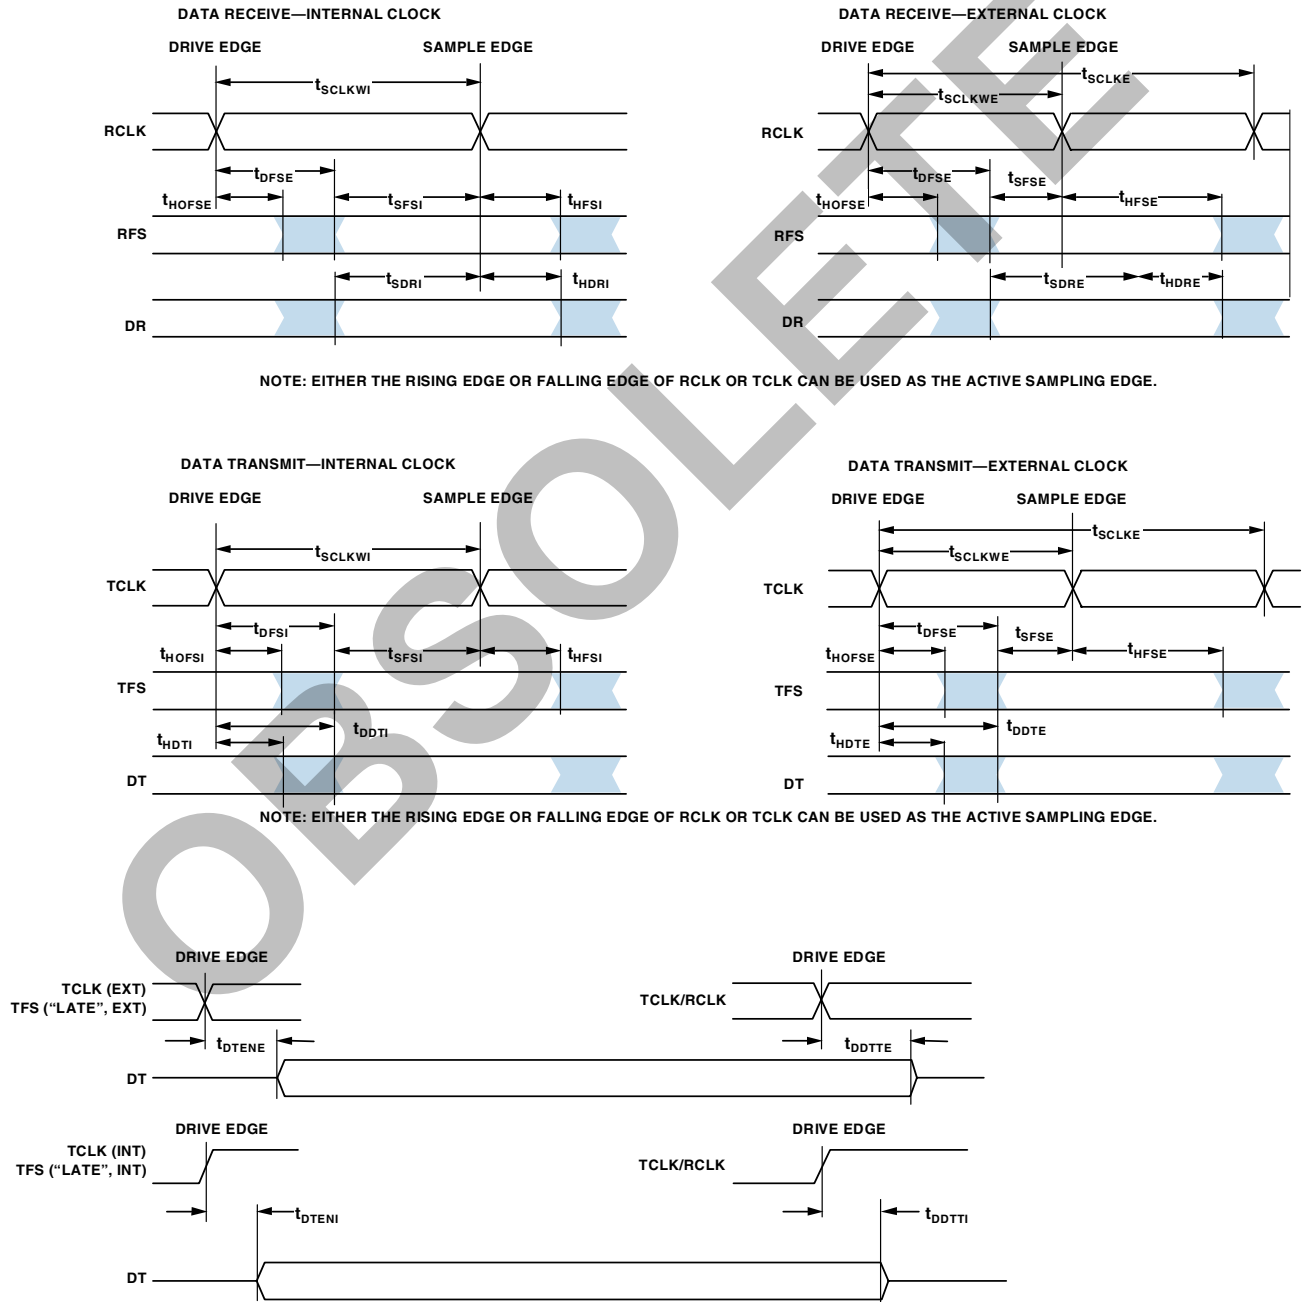 DATA RECEIVE—INTERNAL CLOCK
DRIVE EDGE
SAMPLE EDGE
tSCLKWI
RCLK
tDFSE
tHOFSE
tSFSI
tHFSI
RFS
tSDRI
tHDRI
DR
DATA RECEIVE—EXTERNAL CLOCK
DRIVE EDGE
SAMPLE EDGE
tSCLKE
tSCLKWE
RCLK
tDFSE
tSFSE
tHOFSE
tHFSE
RFS
tSDRE
tHDRE
DR
NOTE: EITHER THE RISING EDGE OR FALLING EDGE OF RCLK OR TCLK CAN BE USED AS THE ACTIVE SAMPLING EDGE.
DATA TRANSMIT—INTERNAL CLOCK
DRIVE EDGE
SAMPLE EDGE
tSCLKWI
TCLK
tDFSI
tHOFSI
tSFSI
tHFSI
TFS
tDDTI
tHDTI
DT
DATA TRANSMIT—EXTERNAL CLOCK
DRIVE EDGE
SAMPLE EDGE
tSCLKE
tSCLKWE
TCLK
tDFSE
tSFSE
tHOFSE
tHFSE
TFS
tDDTE
tHDTE
DT
NOTE: EITHER THE RISING EDGE OR FALLING EDGE OF RCLK OR TCLK CAN BE USED AS THE ACTIVE SAMPLING EDGE.
DRIVE EDGE
DRIVE EDGE
TCLK (EXT)
TFS (“LATE”, EXT)
TCLK/RCLK
tDTENE
tDDTTE
DT
DRIVE EDGE
DRIVE EDGE
TCLK (INT)
TFS (“LATE”, INT)
TCLK/RCLK
tDTENI
tDDTTI
DT
OBSOLETE